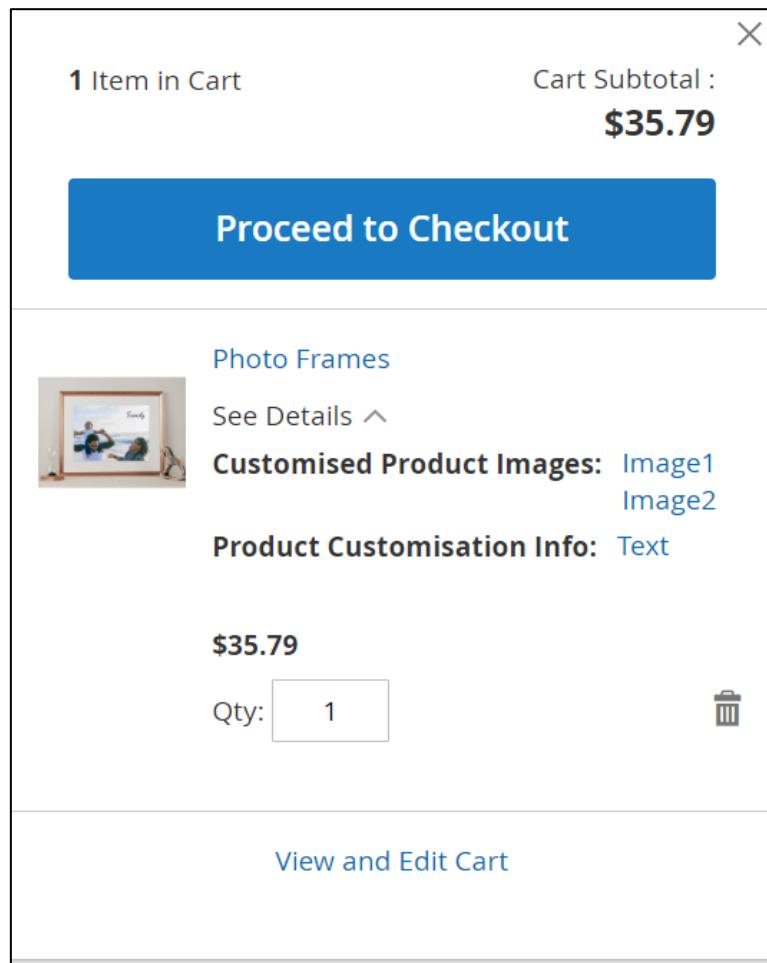 1 Item in Cart
Cart Subtotal :
$35.79
Proceed to Checkout
Photo Frames
Family
See Details
Customised Product Images: Image1
Image2
Product Customisation Info: Text
$35.79
Qty: 1
View and Edit Cart